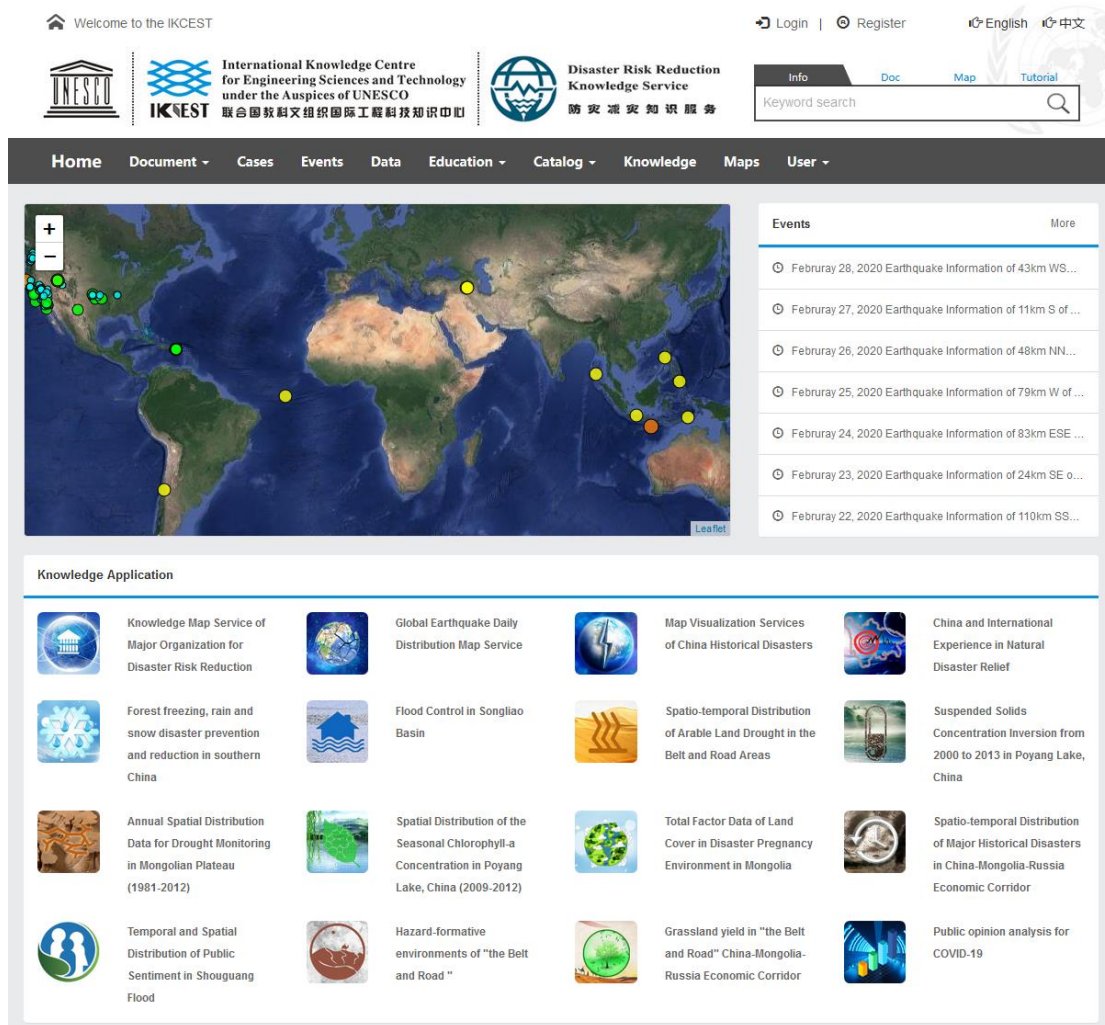 Welcome to the IKCEST
Login | Register
English 中文
UNESCO
IKCEST
International Knowledge Centre
for Engineering Sciences and Technology
under the Auspices of UNESCO
联合国教科文组织国际工程科技知识中心
Disaster Risk Reduction
Knowledge Service
防灾减灾知识服务
Info Doc Map Tutorial
Keyword search
Home Document Cases Events Data Education Catalog Knowledge Maps User
+
−
Leaflet
Events More
Februray 28, 2020 Earthquake Information of 43km WS...
Februray 27, 2020 Earthquake Information of 11km S of ...
Februray 26, 2020 Earthquake Information of 48km NN...
Februray 25, 2020 Earthquake Information of 79km W of ...
Februray 24, 2020 Earthquake Information of 83km ESE ...
Februray 23, 2020 Earthquake Information of 24km SE o...
Februray 22, 2020 Earthquake Information of 110km SS...
Knowledge Application
Knowledge Map Service of
Major Organization for
Disaster Risk Reduction
Global Earthquake Daily
Distribution Map Service
Map Visualization Services
of China Historical Disasters
China and International
Experience in Natural
Disaster Relief
Forest freezing, rain and
snow disaster prevention
and reduction in southern
China
Flood Control in Songliao
Basin
Spatio-temporal Distribution
of Arable Land Drought in the
Belt and Road Areas
Suspended Solids
Concentration Inversion from
2000 to 2013 in Poyang Lake,
China
Annual Spatial Distribution
Data for Drought Monitoring
in Mongolian Plateau
(1981-2012)
Spatial Distribution of the
Seasonal Chlorophyll-a
Concentration in Poyang
Lake, China (2009-2012)
Total Factor Data of Land
Cover in Disaster Pregnancy
Environment in Mongolia
Spatio-temporal Distribution
of Major Historical Disasters
in China-Mongolia-Russia
Economic Corridor
Temporal and Spatial
Distribution of Public
Sentiment in Shouguang
Flood
Hazard-formative
environments of "the Belt
and Road "
Grassland yield in "the Belt
and Road" China-Mongolia-
Russia Economic Corridor
Public opinion analysis for
COVID-19